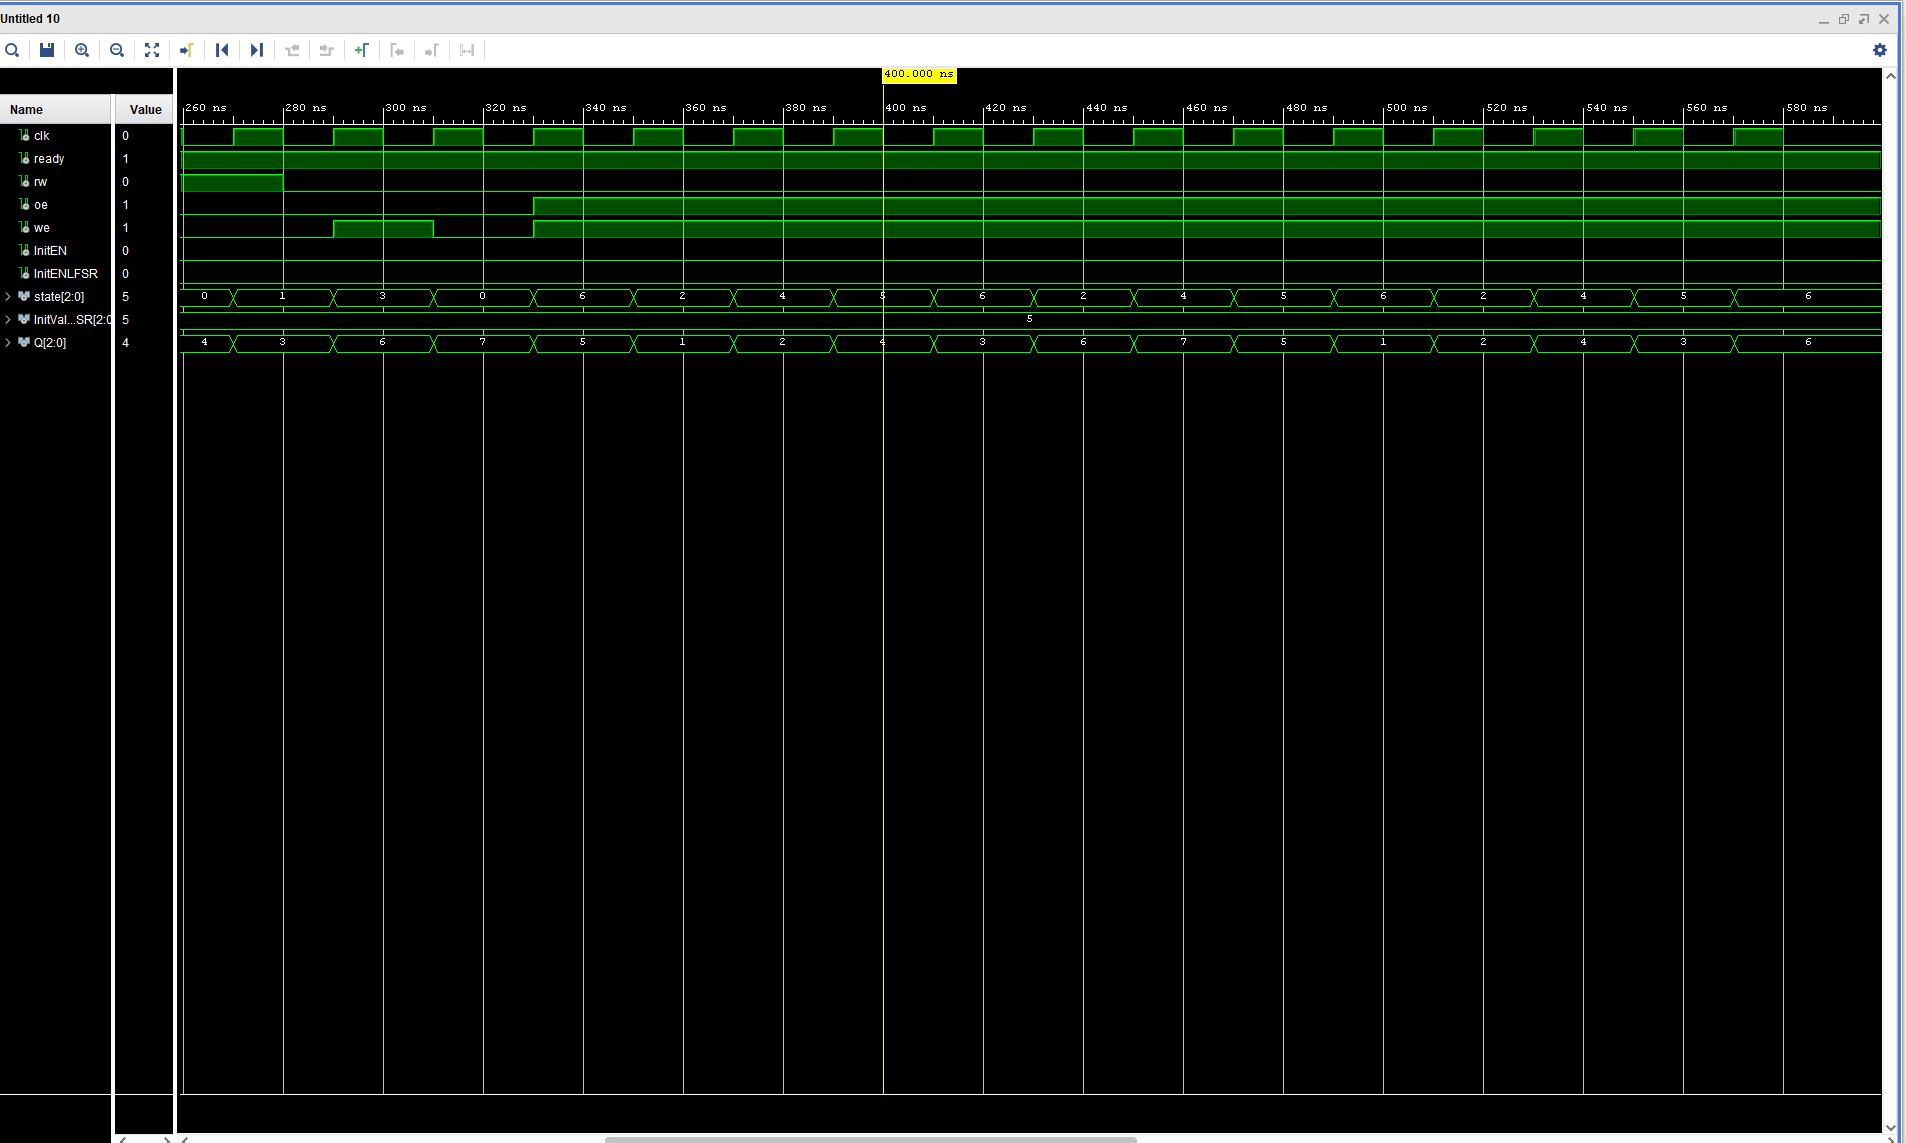 Untitled 10
400.000 ns
Name Value 260 ns 280 ns 300 ns 320 ns 340 ns 360 ns 380 ns 400 ns 420 ns 440 ns 460 ns 480 ns 500 ns 520 ns 540 ns 560 ns 580 ns
clk 0
ready 1
rw 0
oe 1
we 1
InitEN 0
InitENLFSR 0
state[2:0] 5 0 1 3 0 6 2 4 5 6 2 4 5 6 2 4 5 6
InitVal...SR[2:0 5 5
Q[2:0] 4 4 3 6 7 5 1 2 4 3 6 7 5 1 2 4 3 6